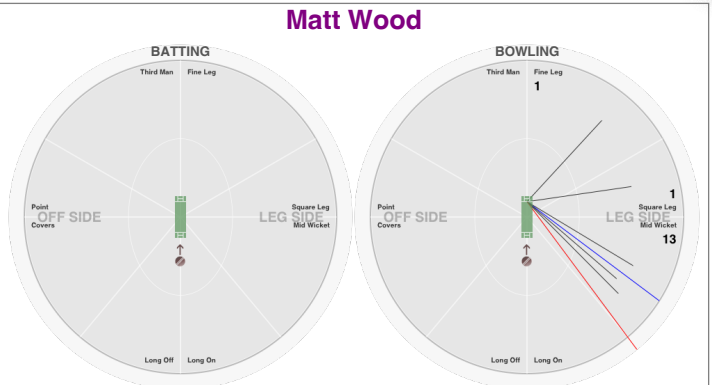 Matt Wood
BATTING
Third Man
Fine Leg
Point
OFF SIDE
Covers
Square Leg
LEG SIDE
Mid Wicket
Long Off
Long On
BOWLING
Third Man
Fine Leg
1
Point
OFF SIDE
Covers
1
Square Leg
LEG SIDE
Mid Wicket
13
Long Off
Long On